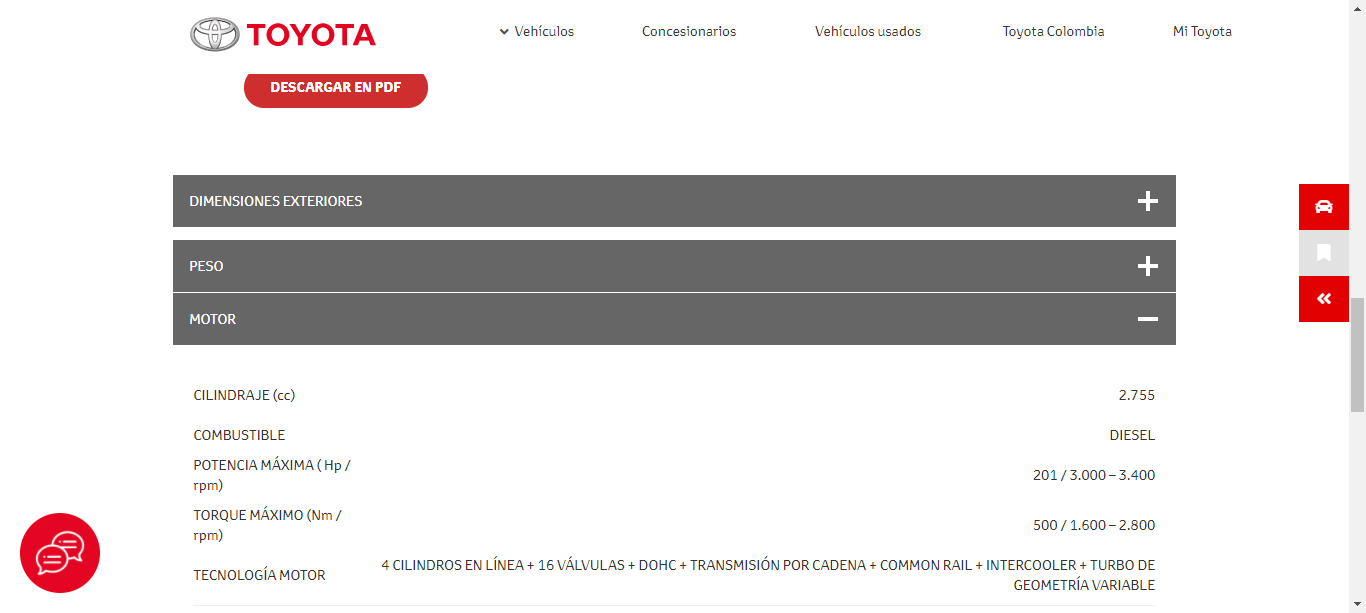 TOYOTA
Vehículos
Concesionarios
Vehículos usados
Toyota Colombia
Mi Toyota
DESCARGAR EN PDF
DIMENSIONES EXTERIORES
PESO
MOTOR
CILINDRAJE (cc) 2.755
COMBUSTIBLE DIESEL
POTENCIA MÁXIMA ( Hp /
rpm)
201 / 3.000 – 3.400
TORQUE MÁXIMO (Nm /
rpm)
500 / 1.600 – 2.800
TECNOLOGÍA MOTOR
4 CILINDROS EN LÍNEA + 16 VÁLVULAS + DOHC + TRANSMISIÓN POR CADENA + COMMON RAIL + INTERCOOLER + TURBO DE
GEOMETRÍA VARIABLE